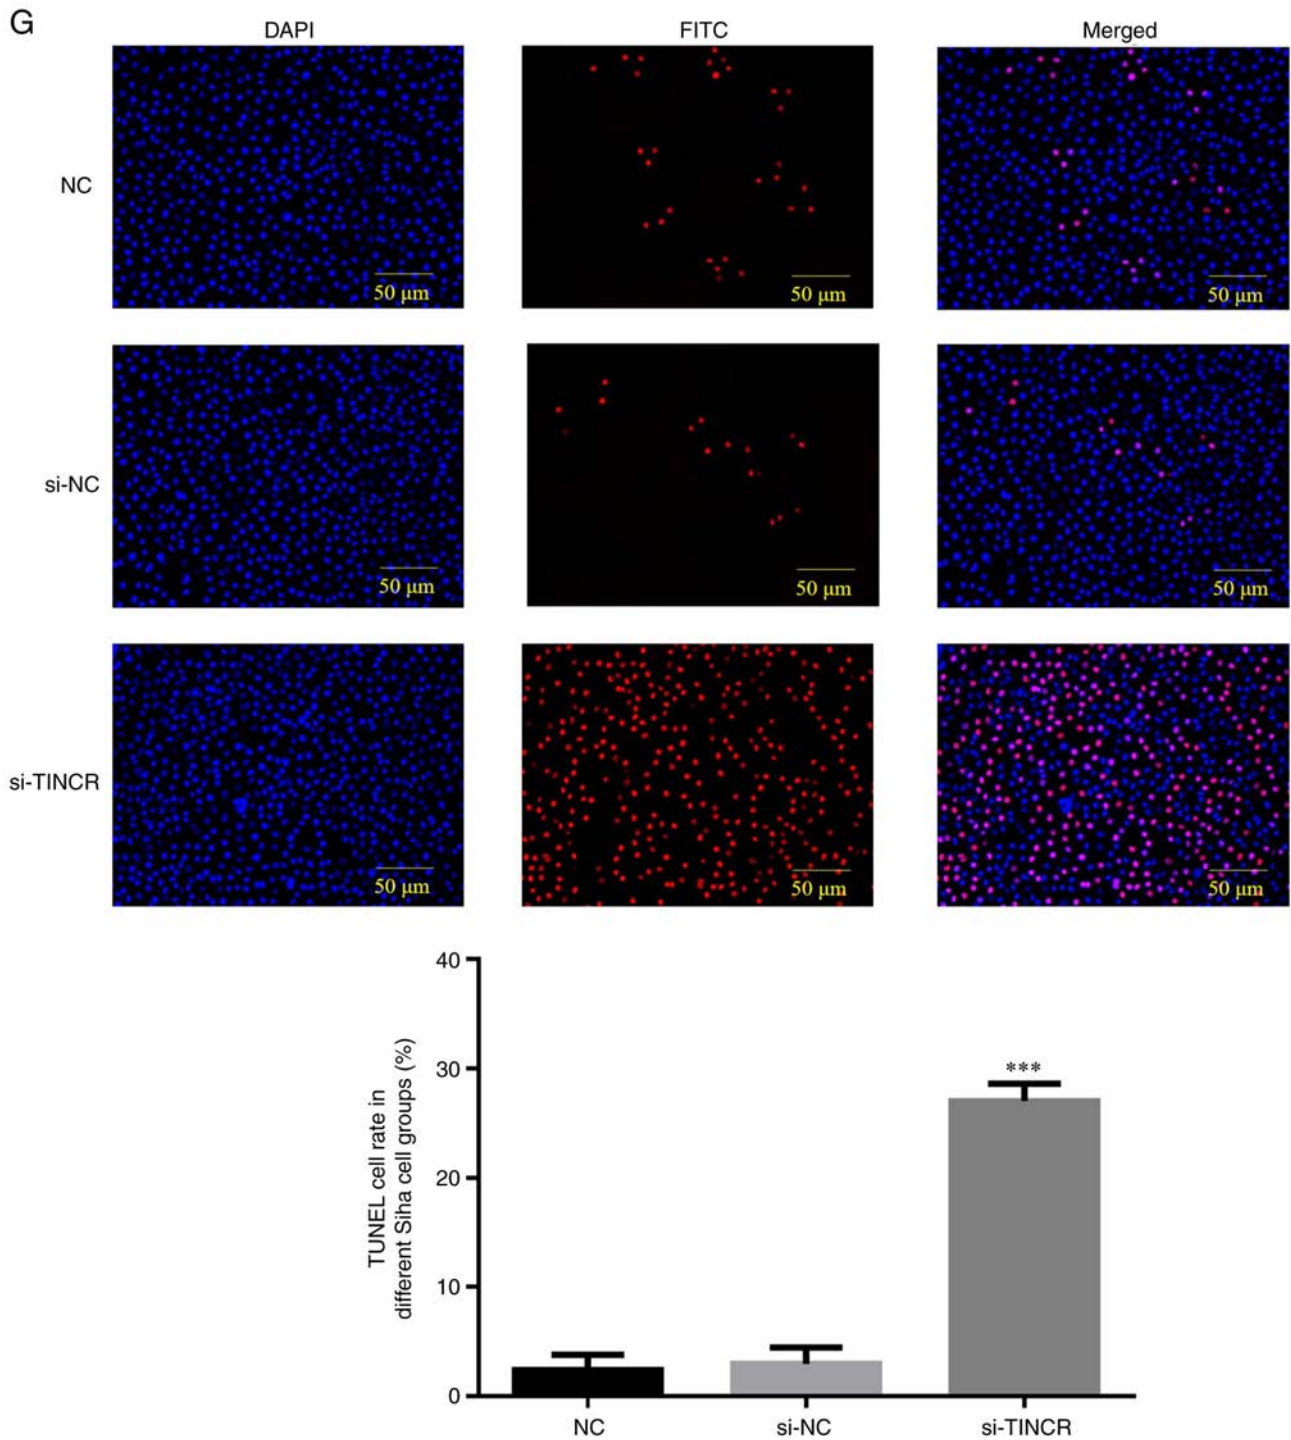 G
DAPI
FITC
Merged
NC
50 μm
50 μm
50 μm
si-NC
50 μm
50 μm
50 μm
si-TINCR
50 μm
50 μm
50 μm
TUNEL cell rate in
different Siha cell groups (%)
40
30
20
10
0
***
NC
si-NC
si-TINCR